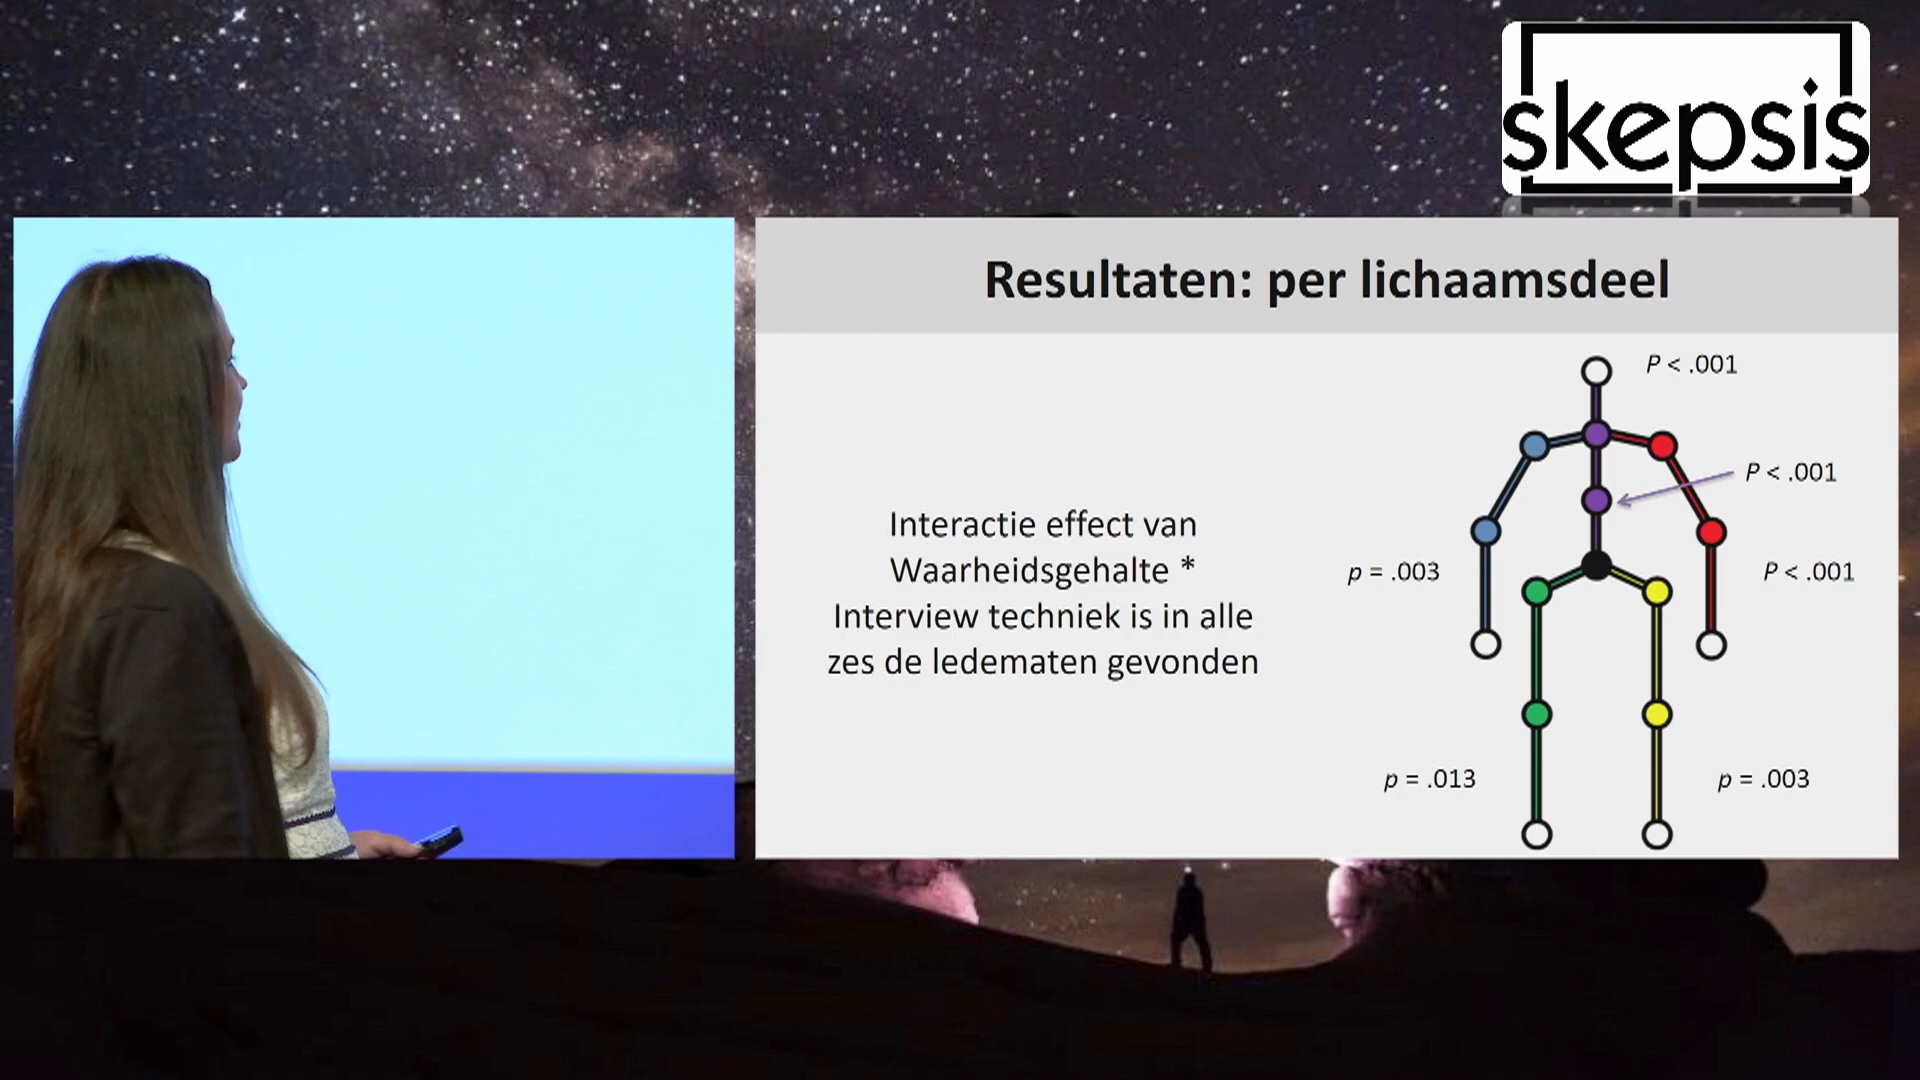 skepsis
Resultaten: per lichaamsdeel
P < .001
P < .001
Interactie effect van
Waarheidsgehalte *
Interview techniek is in alle
zes de ledematen gevonden
p = .003
P < .001
p = .013
p = .003